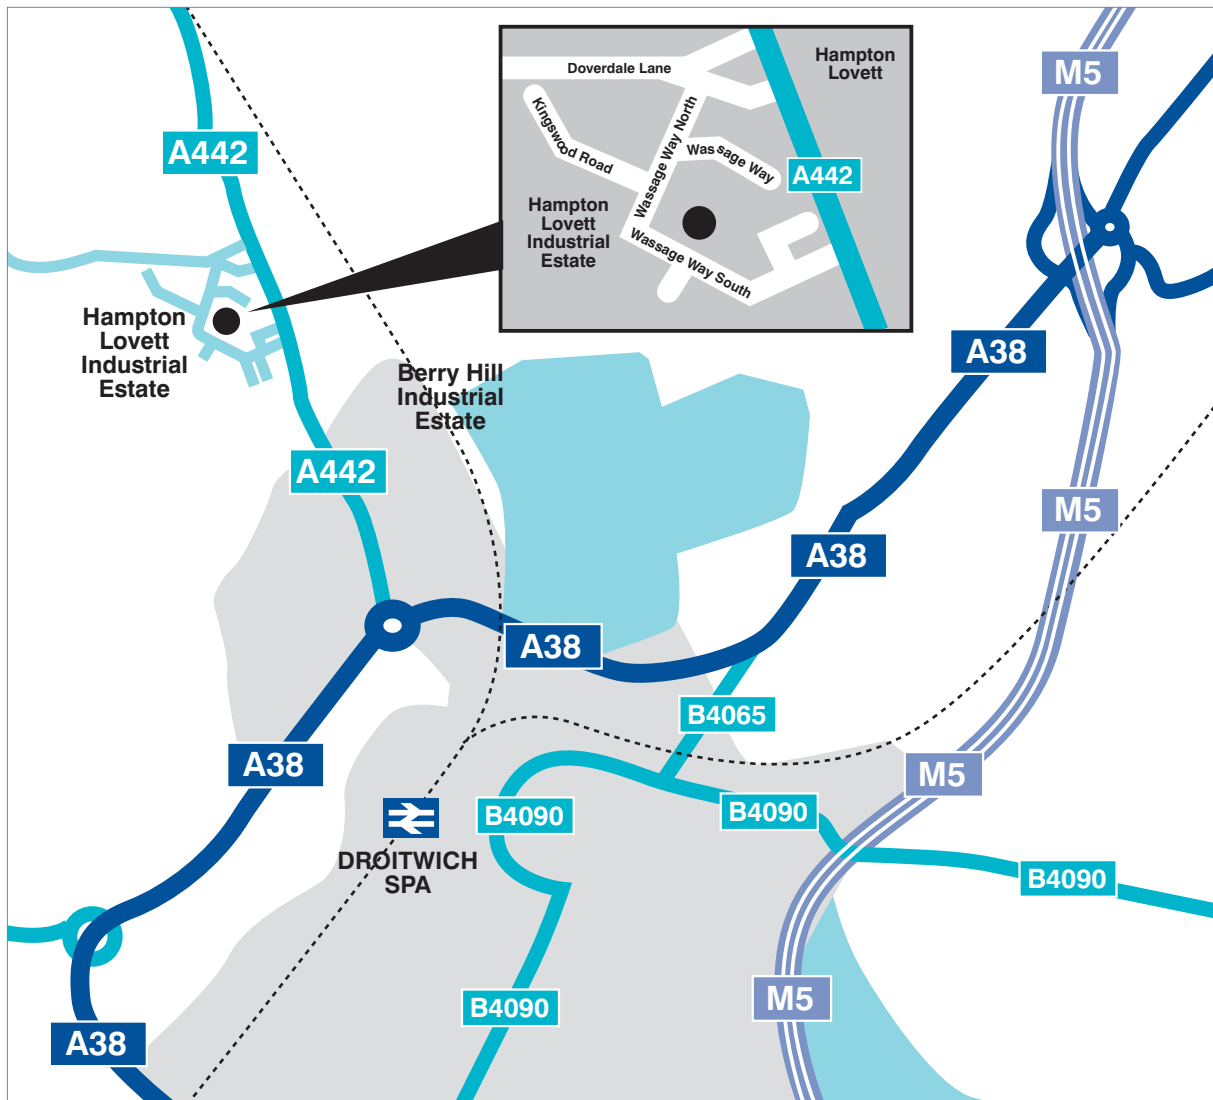 M5
Hampton
Lovett
Doverdale Lane
Kingswood Road
Wassage Way North
Wassage Way
A442
A442
Hampton
Lovett
Industrial
Estate
Wassage Way South
Hampton
Lovett
Industrial
Estate
A38
Berry Hill
Industrial
Estate
A442
M5
A38
A38
B4065
A38
M5
B4090
B4090
DROITWICH
SPA
B4090
M5
B4090
A38